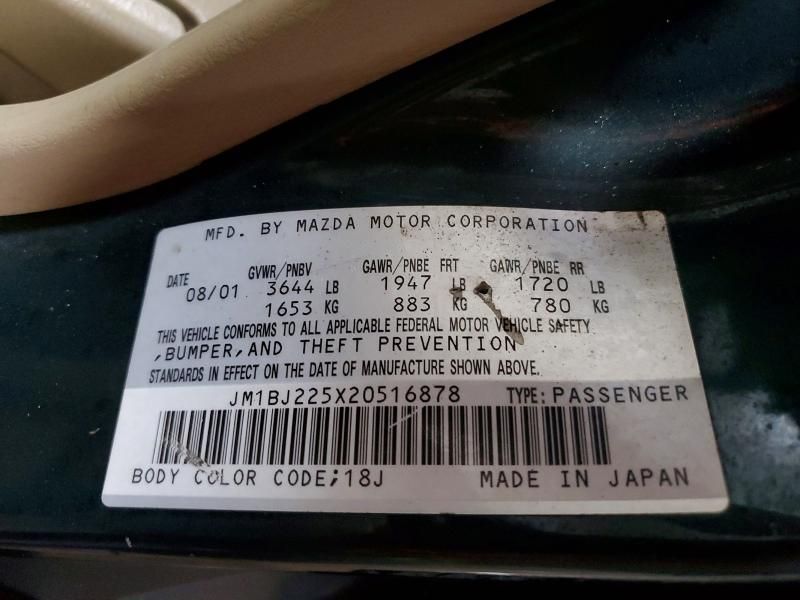 MFD. BY MAZDA MOTOR CORPORATION
DATE GVWR/PNBV GAWR/PNBE FRT GAWR/PNBE RR
08/01 3644 LB 1947 LB 1720 LB
1653 KG 883 KG 780 KG
THIS VEHICLE CONFORMS TO ALL APPLICABLE FEDERAL MOTOR VEHICLE SAFETY
,BUMPER,AND THEFT PREVENTION
STANDARDS IN EFFECT ON THE DATE OF MANUFACTURE SHOWN ABOVE.
JM1BJ225X20516878 TYPE: PASSENGER
BODY COLOR CODE;18J MADE IN JAPAN